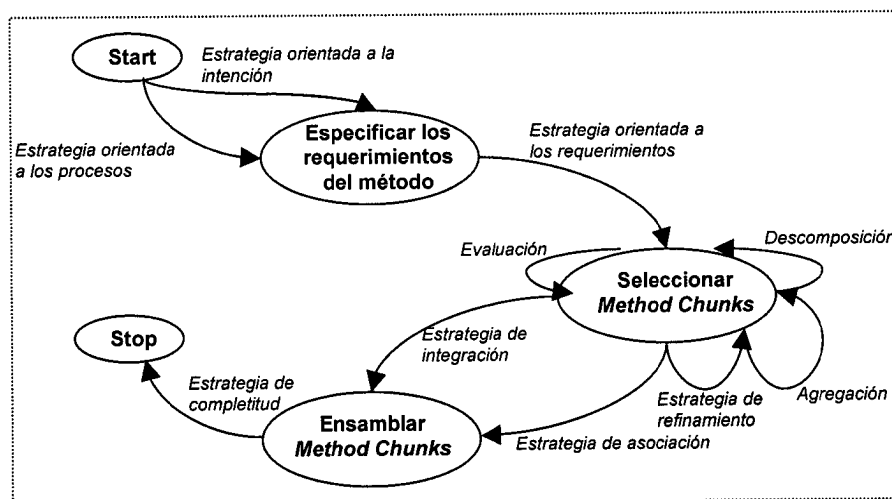 Start
Estrategia orientada a la
intención
Estrategia orientada
a los procesos
Especificar los
requerimientos
del método
Estrategia orientada a
los requerimientos
Evaluación
Descomposición
Seleccionar
Method Chunks
Stop
Estrategia de
integración
Estrategia de
completitud
Estrategia de
refinamiento
Agregación
Ensamblar
Method Chunks
Estrategia de asociación